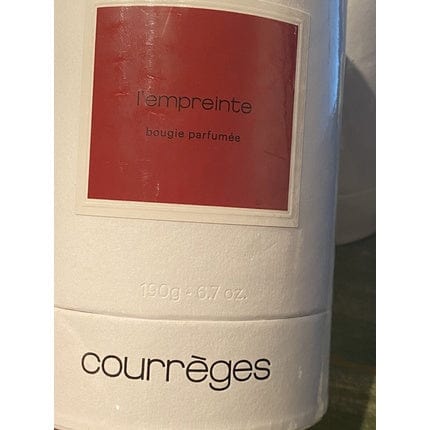 l'empreinte
bougie parfumée
190g - 6.7 oz.
courrèges